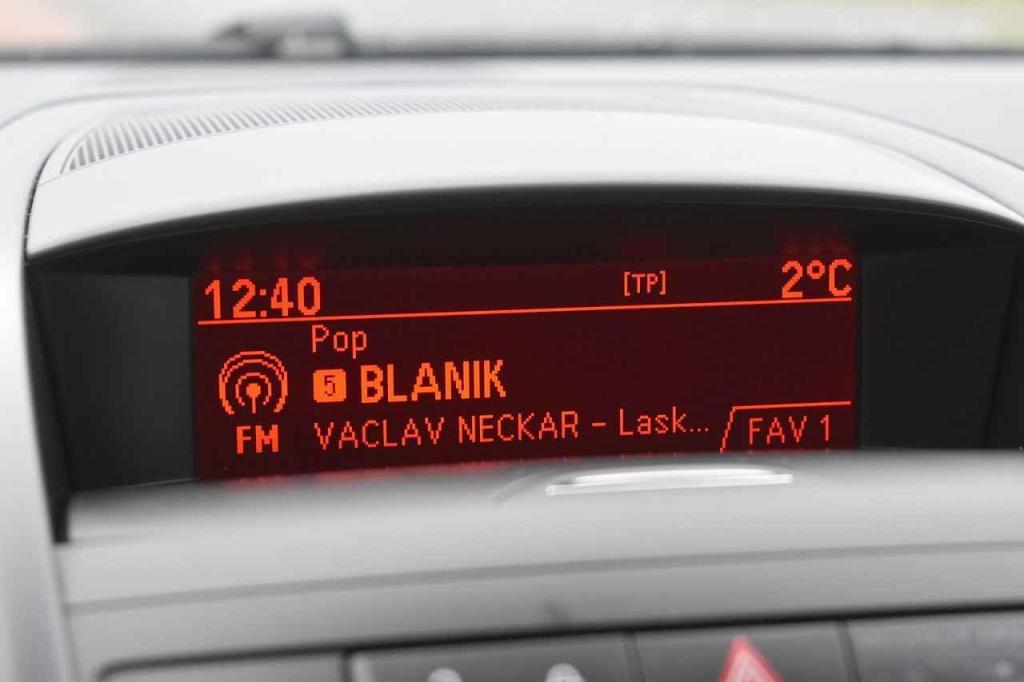 12:40 [TP] 2°C
Pop
5 BLANIK
FM VACLAV NECKAR - Lask... FAV 1